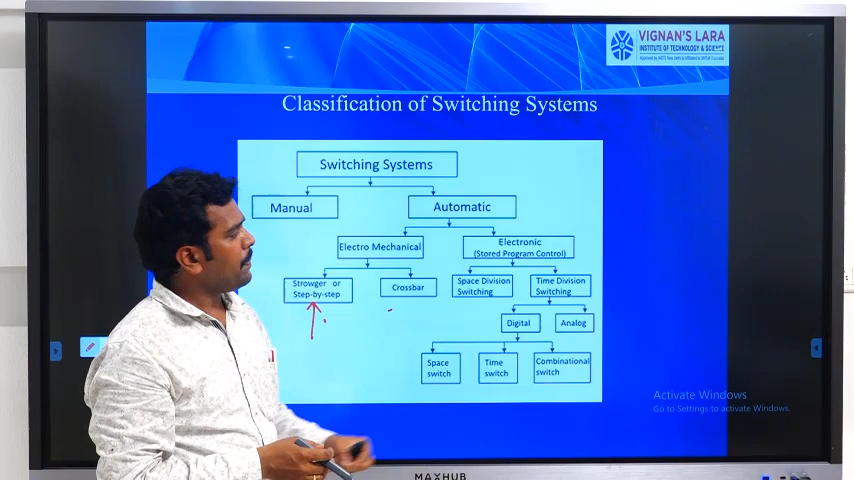 VIGNAN'S LARA
INSTITUTE OF TECHNOLOGY & SCIENCE
Classification of Switching Systems
Switching Systems
Manual
Automatic
Electro Mechanical
Electronic
(Stored Program Control)
Strowger or
Step-by-step
Crossbar
Space Division
Switching
Time Division
Switching
Digital
Analog
Space
switch
Time
switch
Combinational
switch
Activate Windows
Go to Settings to activate Windows.
MAXHUB